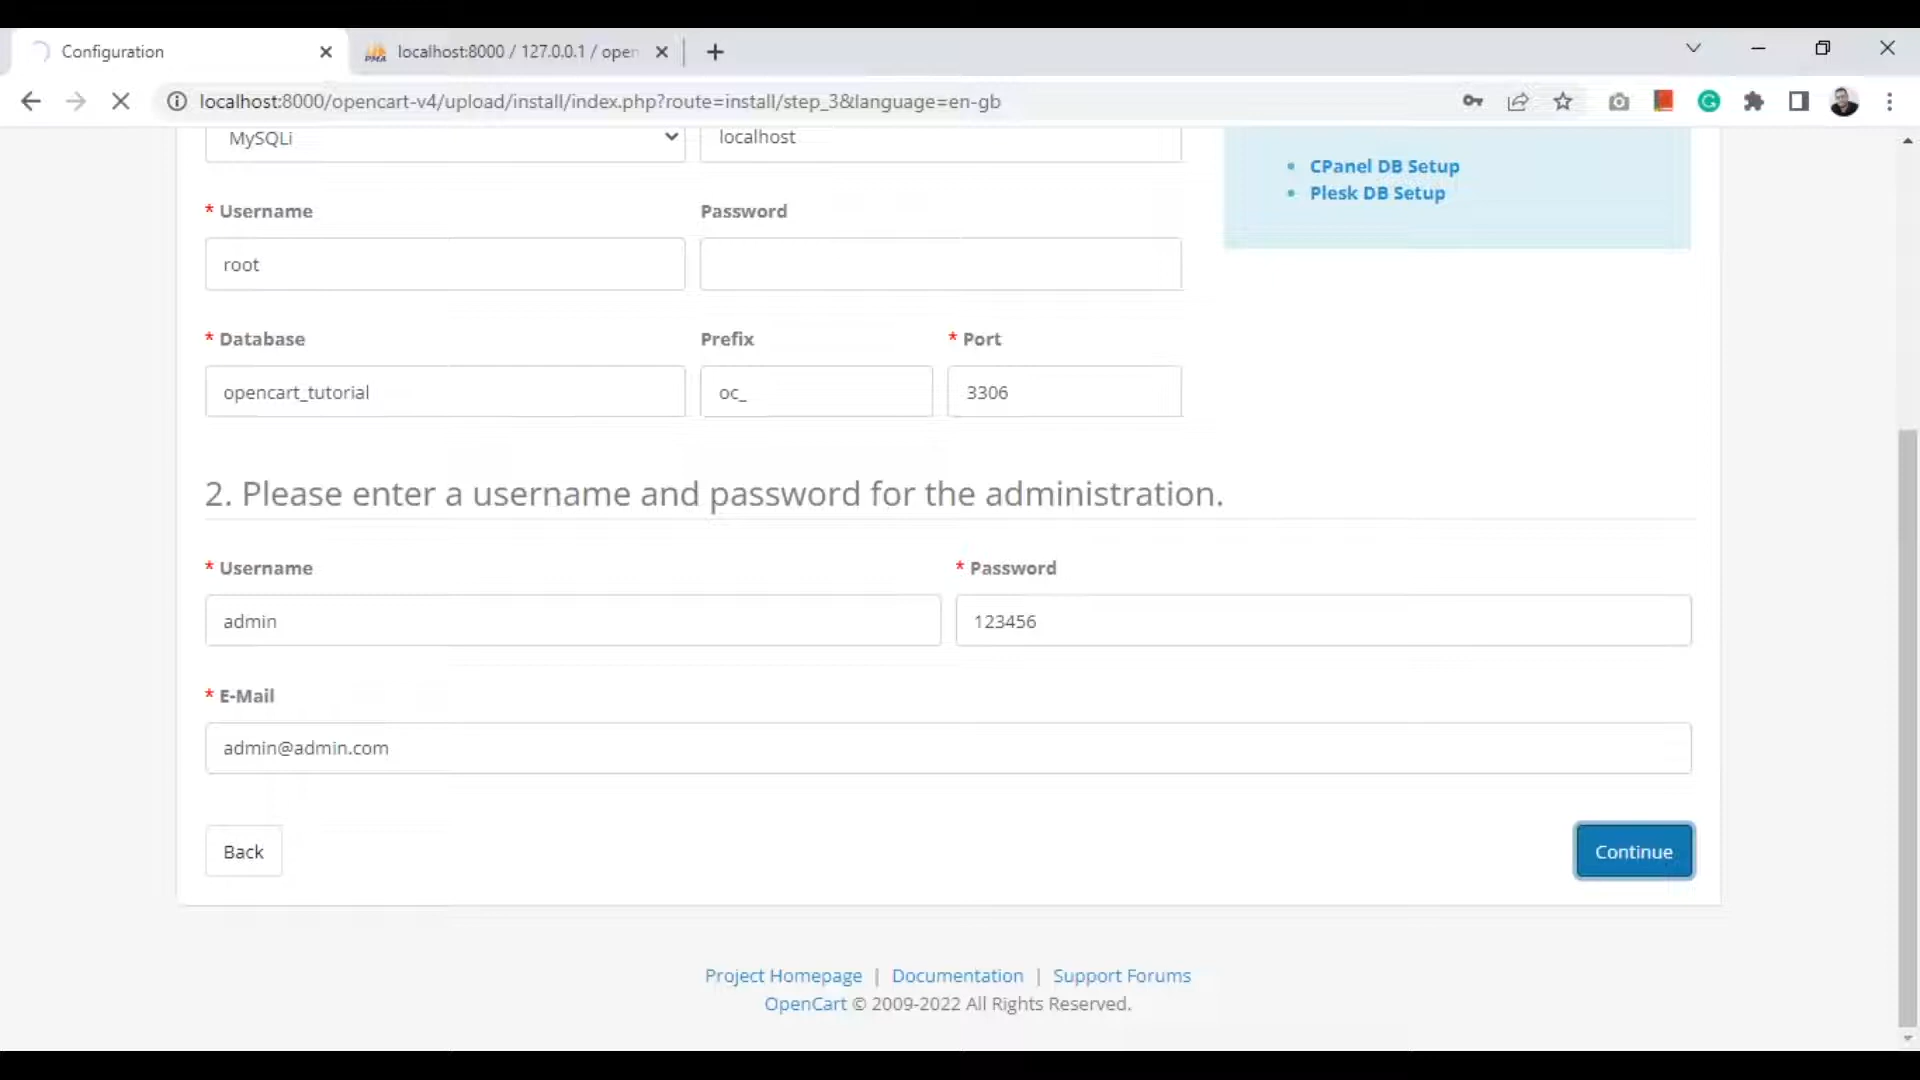 Configuration
PMA localhost:8000 / 127.0.0.1 / open
localhost:8000/opencart-v4/upload/install/index.php?route=install/step_3&language=en-gb
MySQLi localhost
CPanel DB Setup
Plesk DB Setup
* Username Password
root
* Database Prefix * Port
opencart_tutorial oc_ 3306
2. Please enter a username and password for the administration.
* Username * Password
admin 123456
* E-Mail
admin@admin.com
Back Continue
Project Homepage | Documentation | Support Forums
OpenCart © 2009-2022 All Rights Reserved.